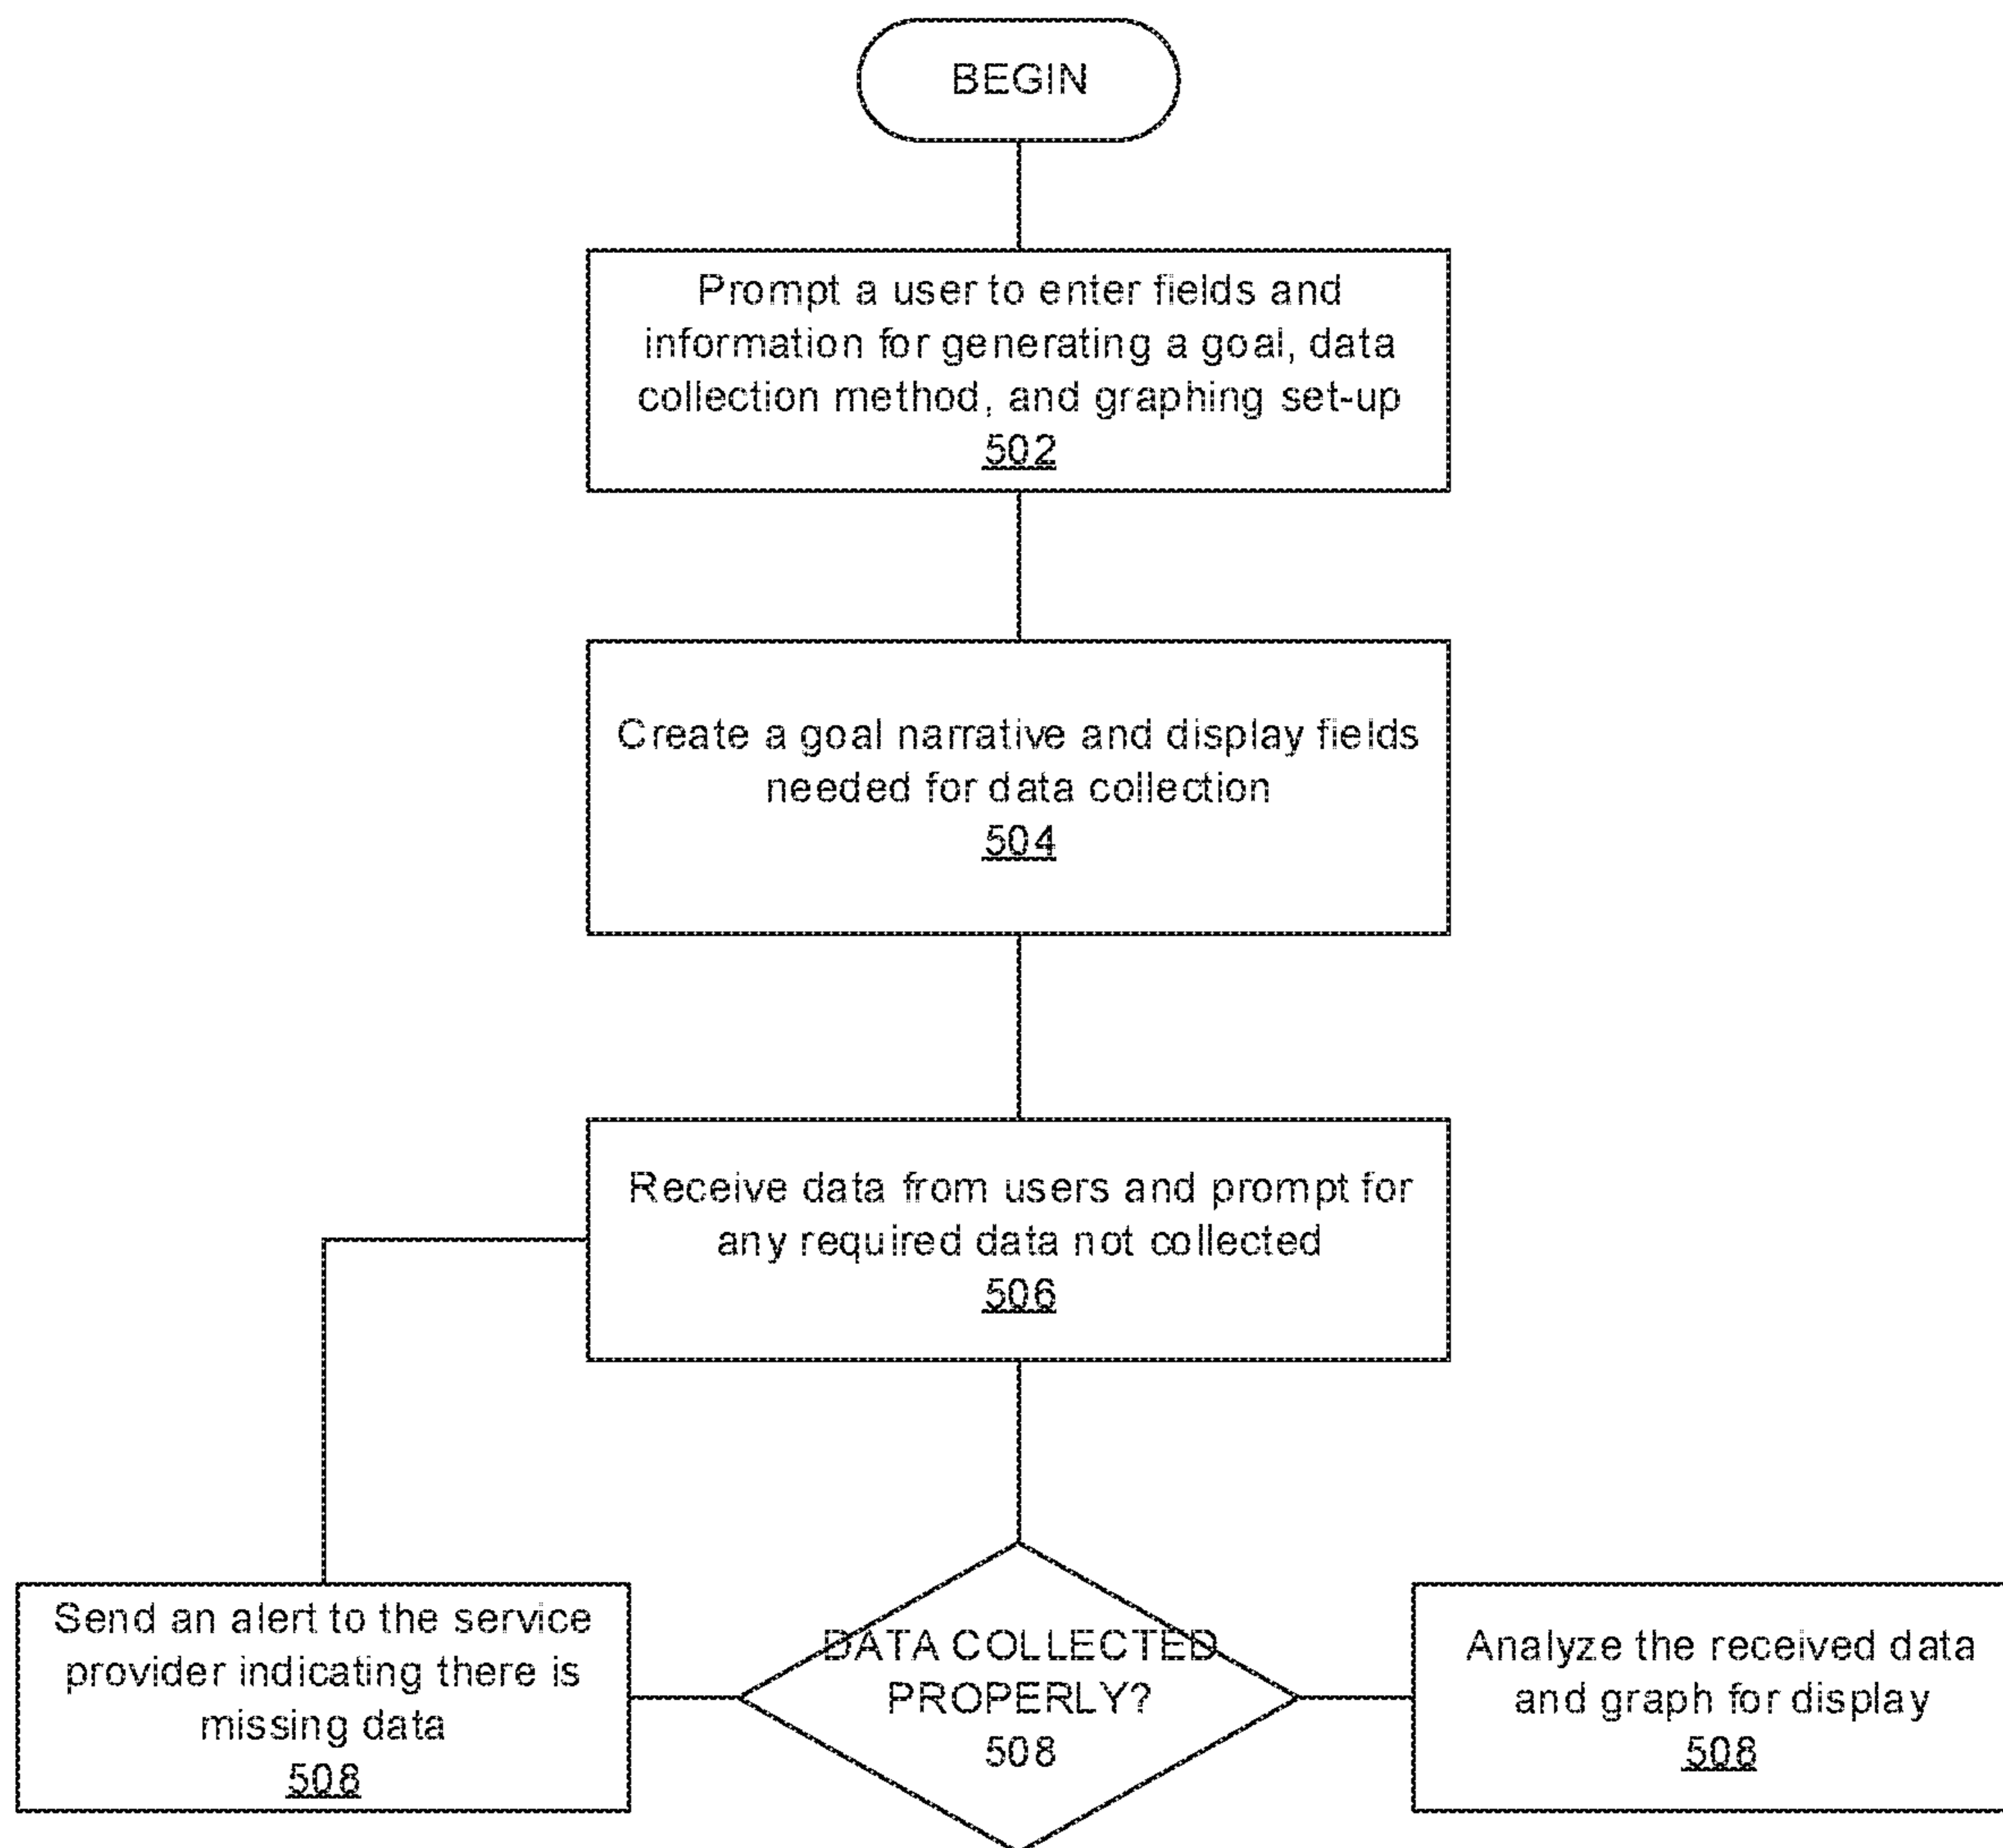 BEGIN
Prompt a user to enter fields and
information for generating a goal, data
collection method, and graphing set-up
502
Create a goal narrative and display fields
needed for data collection
504
Receive data from users and prompt for
any required data not collected
506
Send an alert to the service
provider indicating there is
missing data
508
DATA COLLECTED
PROPERLY?
508
Analyze the received data
and graph for display
508